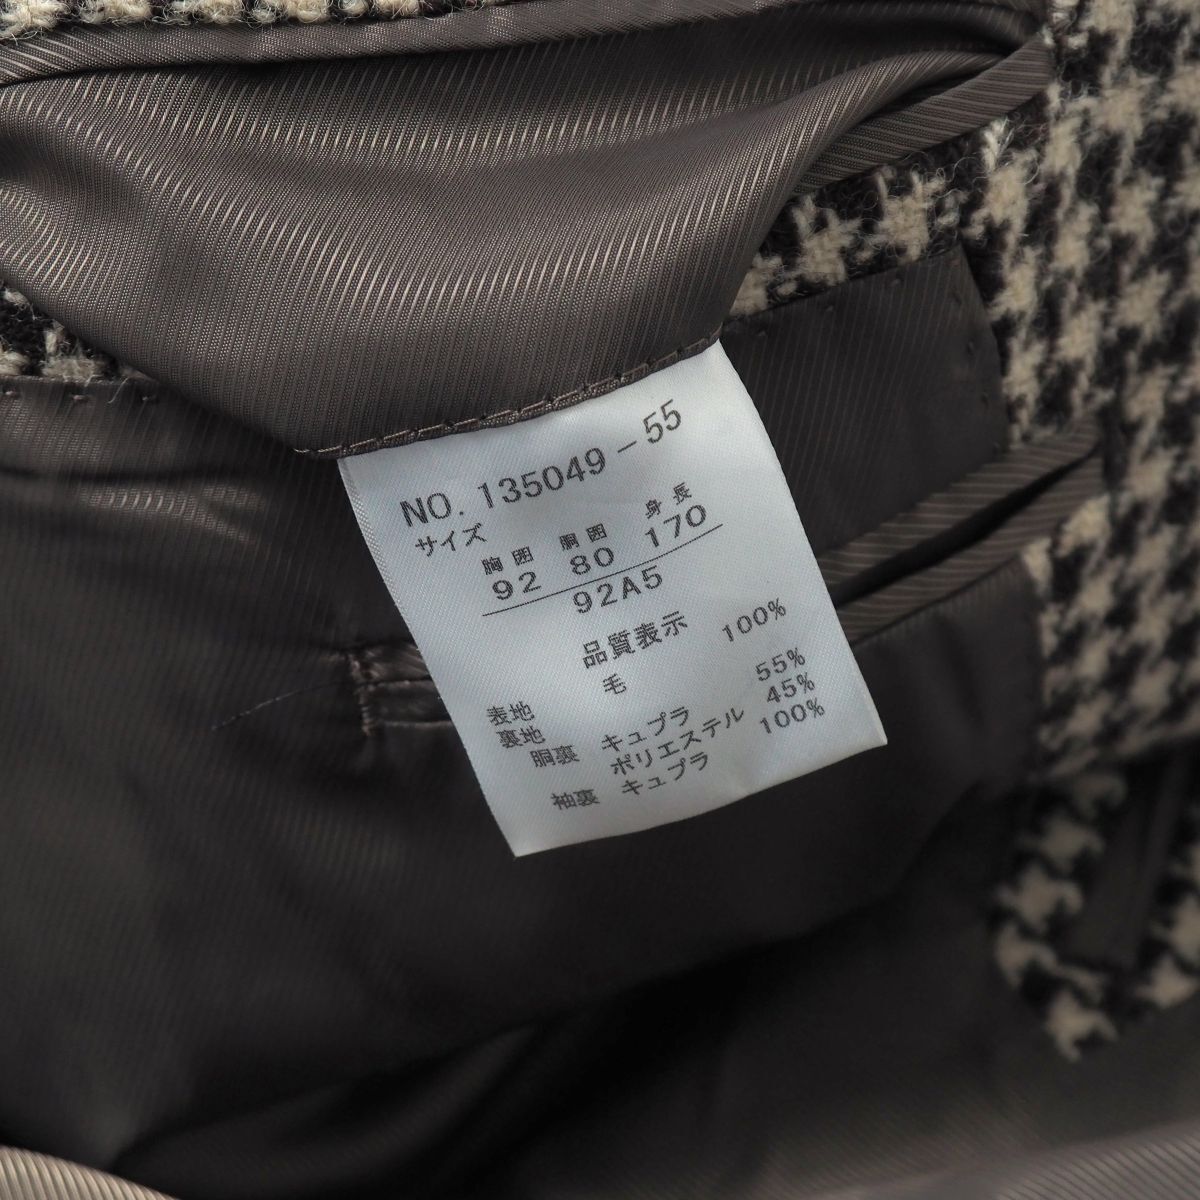 NO. 135049-55
サイズ
胸囲 胴囲 身長
92 80 170
92A5
品質表示
表地 毛 100%
裏地
胴裏 キュプラ 55%
ポリエステル 45%
袖裏 キュプラ 100%